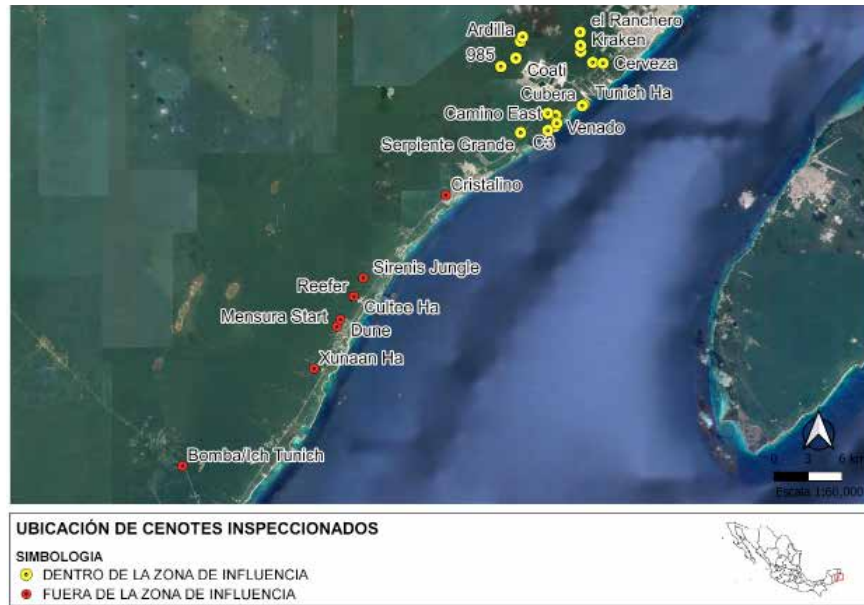 Ardilla
el Ranchero
Kraken
985
Coati
Cerveza
Cubera
Tunich Ha
Camino East
Venado
Serpiente Grande
C3
Cristalino
Sirenis Jungle
Reefer
Cultee Ha
Mensura Start
Dune
Xunaan Ha
Bomba/Ich Tunich
0 3 6 km
Escala 1:60,000
UBICACIÓN DE CENOTES INSPECCIONADOS
SIMBOLOGIA
DENTRO DE LA ZONA DE INFLUENCIA
FUERA DE LA ZONA DE INFLUENCIA